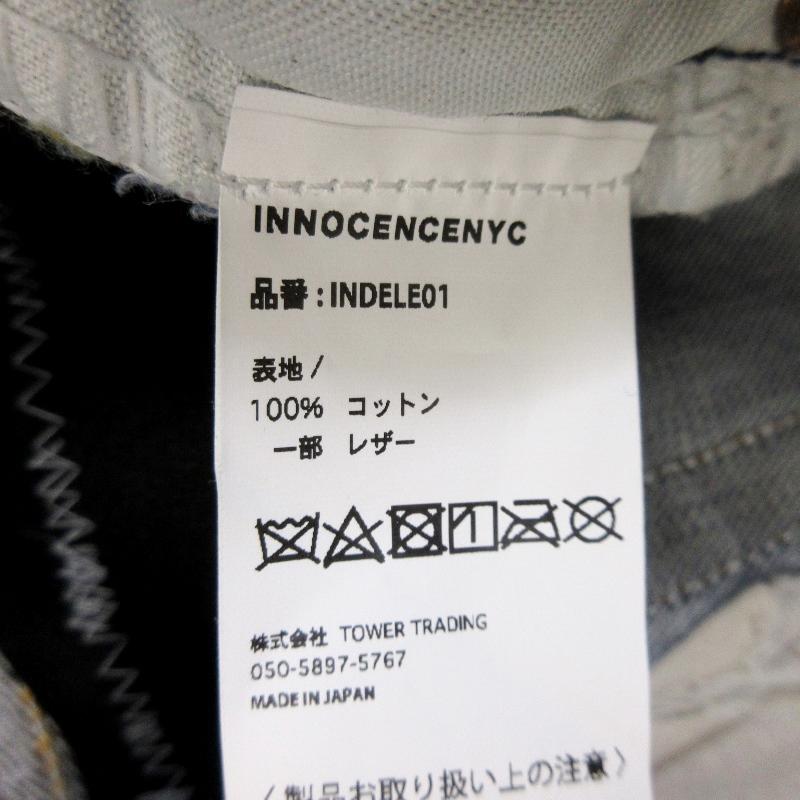 INNOCENCENYC
品番 : INDELE01
表地 /
100% コットン
一部 レザー
株式会社 TOWER TRADING
050-5897-5767
MADE IN JAPAN
〈製品お取り扱い上の注意〉